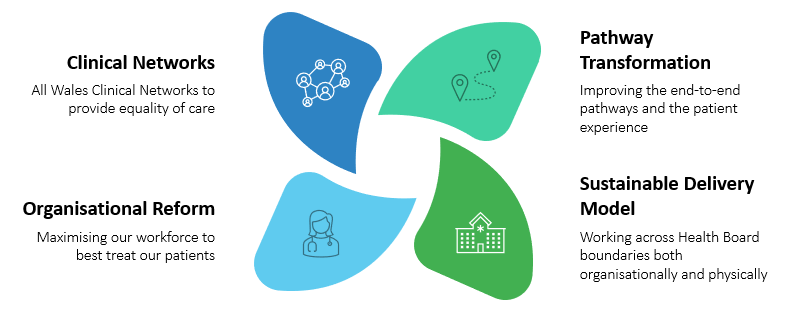 Clinical Networks
All Wales Clinical Networks to
provide equality of care
Pathway
Transformation
Improving the end-to-end
pathways and the patient
experience
Organisational Reform
Maximising our workforce to
best treat our patients
Sustainable Delivery
Model
Working across Health Board
boundaries both
organisationally and physically